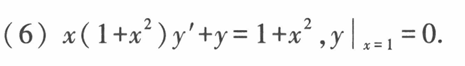 (6) x(1+x²)y′+y=1+x², y|ₓ₌₁=0.